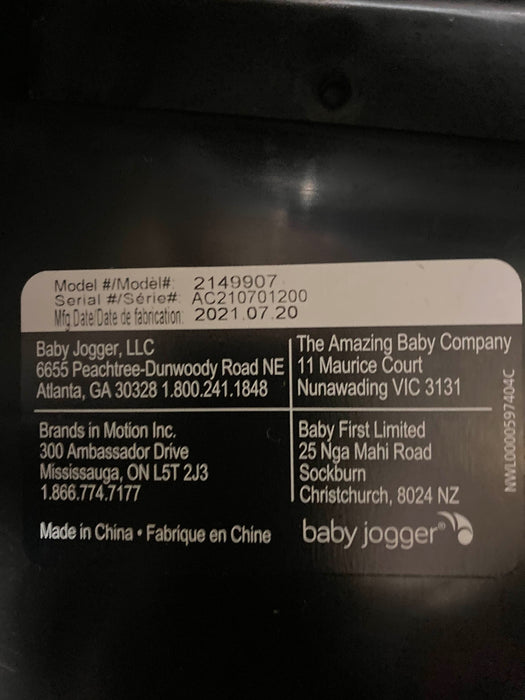 Model #/Modèl#: 2149907
Serial #/Série#: AC210701200
Mfg Date/Date de fabrication: 2021.07.20
Baby Jogger, LLC
6655 Peachtree-Dunwoody Road NE
Atlanta, GA 30328 1.800.241.1848
The Amazing Baby Company
11 Maurice Court
Nunawading VIC 3131
Brands in Motion Inc.
300 Ambassador Drive
Mississauga, ON L5T 2J3
1.866.774.7177
Baby First Limited
25 Nga Mahi Road
Sockburn
Christchurch, 8024 NZ
Made in China • Fabrique en Chine
baby jogger®
NWL0000597404C